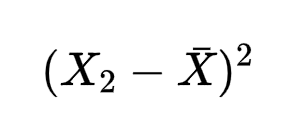 (X₂ − X̄)²